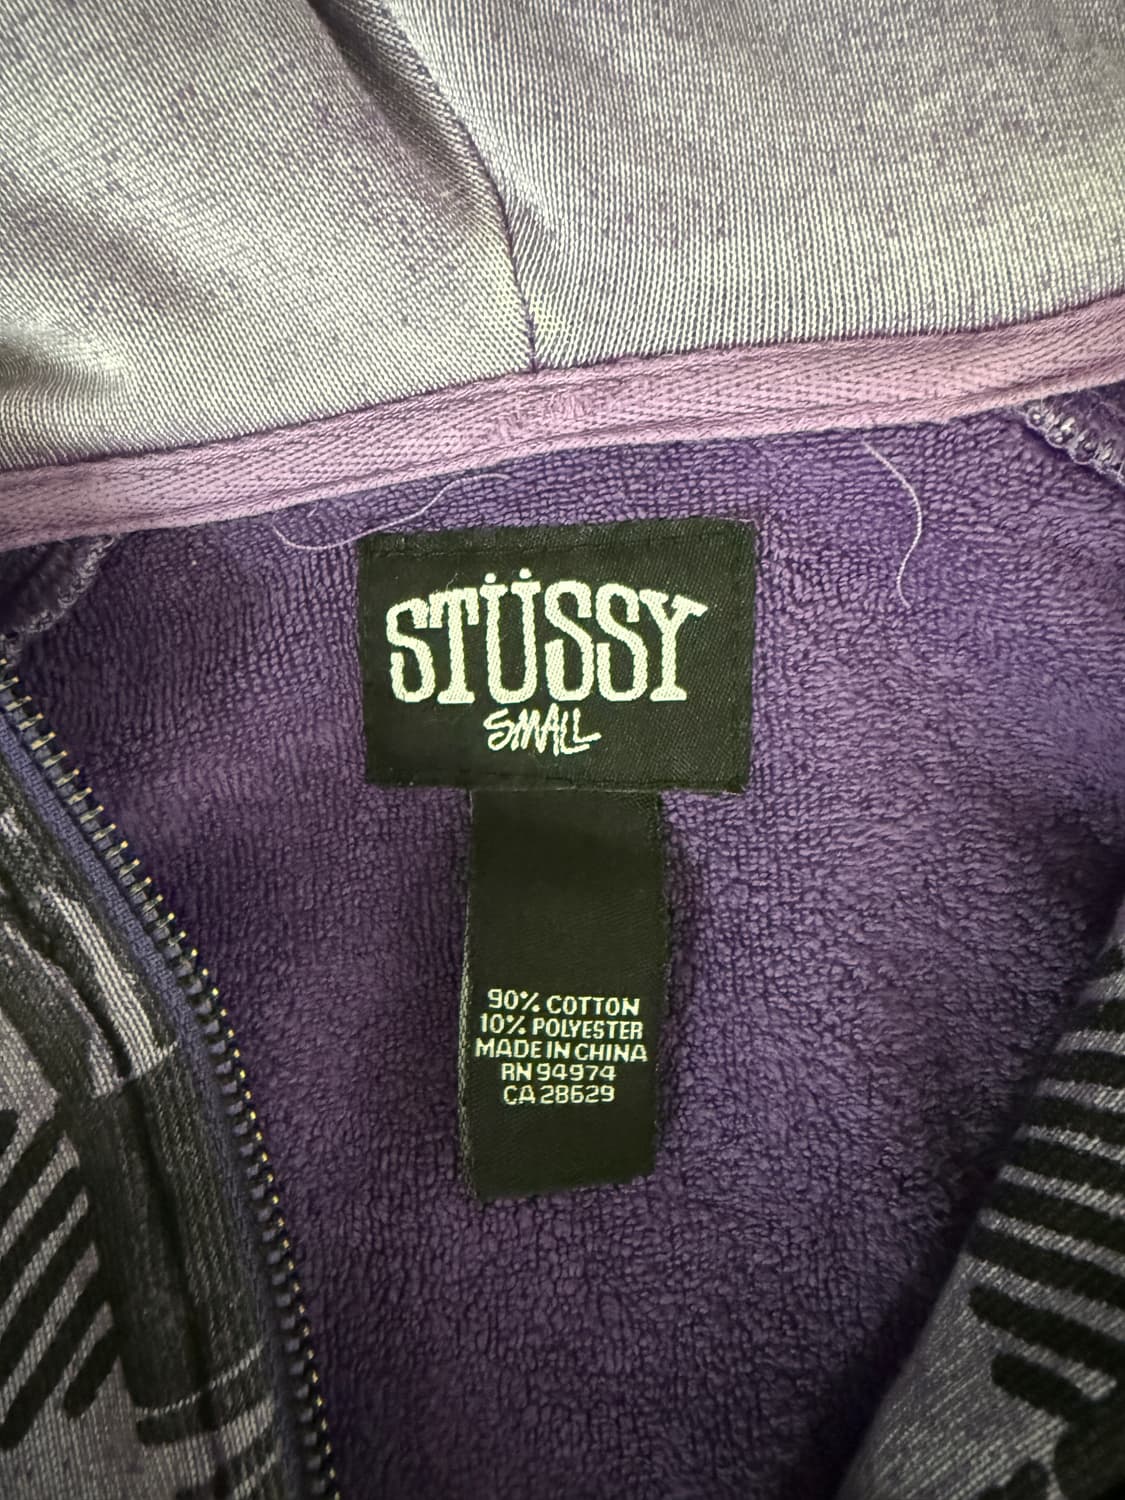 STÜSSY
SMALL
90% COTTON
10% POLYESTER
MADE IN CHINA
RN 94974
CA 28629